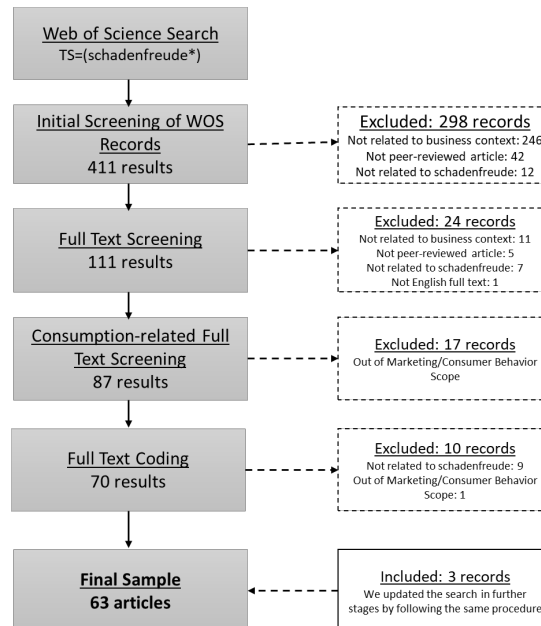 Web of Science Search
TS=(schadenfreude*)
Initial Screening of WOS
Records
411 results
Excluded: 298 records
Not related to business context: 246
Not peer-reviewed article: 42
Not related to schadenfreude: 12
Full Text Screening
111 results
Excluded: 24 records
Not related to business context: 11
Not peer-reviewed article: 5
Not related to schadenfreude: 7
Not English full text: 1
Consumption-related Full
Text Screening
87 results
Excluded: 17 records
Out of Marketing/Consumer Behavior
Scope
Full Text Coding
70 results
Excluded: 10 records
Not related to schadenfreude: 9
Out of Marketing/Consumer Behavior
Scope: 1
Final Sample
63 articles
Included: 3 records
We updated the search in further
stages by following the same procedure